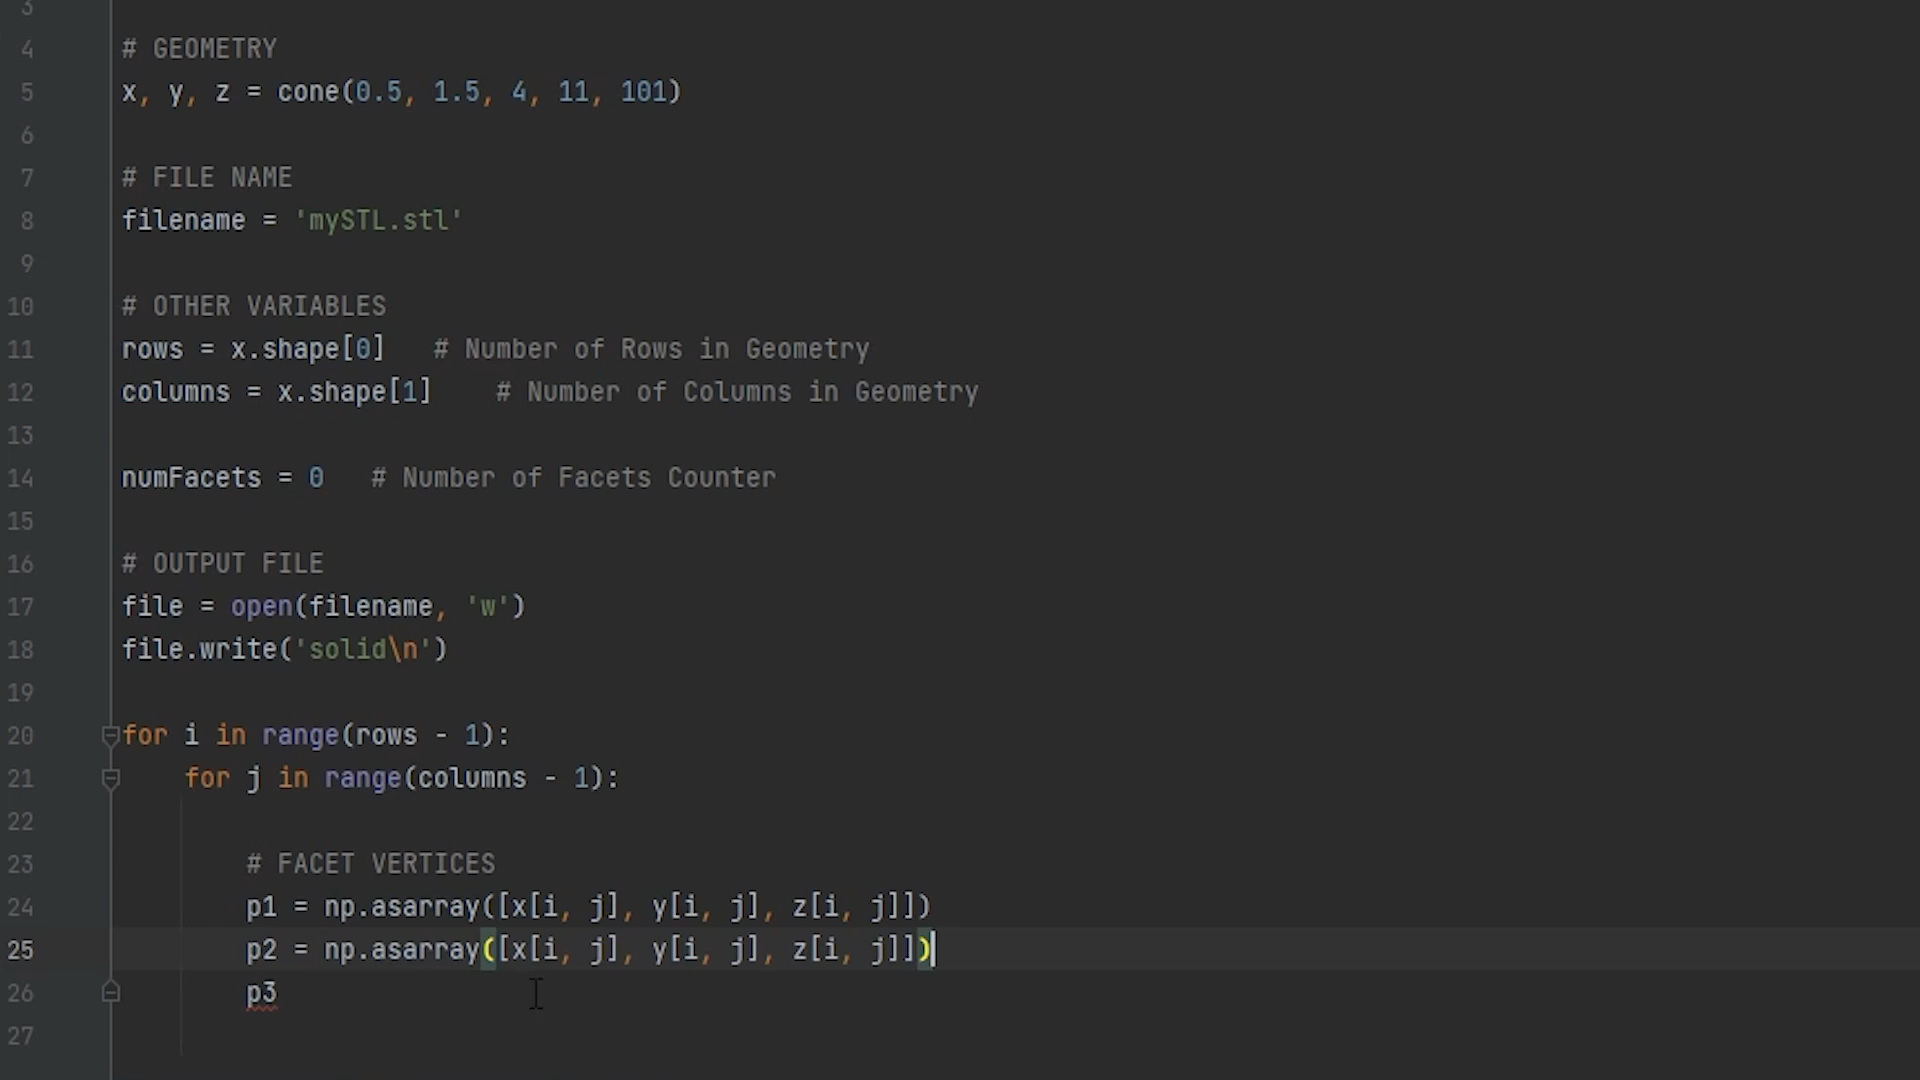 3
4 # GEOMETRY
5 x, y, z = cone(0.5, 1.5, 4, 11, 101)
6
7 # FILE NAME
8 filename = 'mySTL.stl'
9
10 # OTHER VARIABLES
11 rows = x.shape[0]   # Number of Rows in Geometry
12 columns = x.shape[1]    # Number of Columns in Geometry
13
14 numFacets = 0   # Number of Facets Counter
15
16 # OUTPUT FILE
17 file = open(filename, 'w')
18 file.write('solid\n')
19
20 for i in range(rows - 1):
21     for j in range(columns - 1):
22
23         # FACET VERTICES
24         p1 = np.asarray([x[i, j], y[i, j], z[i, j]])
25         p2 = np.asarray([x[i, j], y[i, j], z[i, j]])
26         p3
27